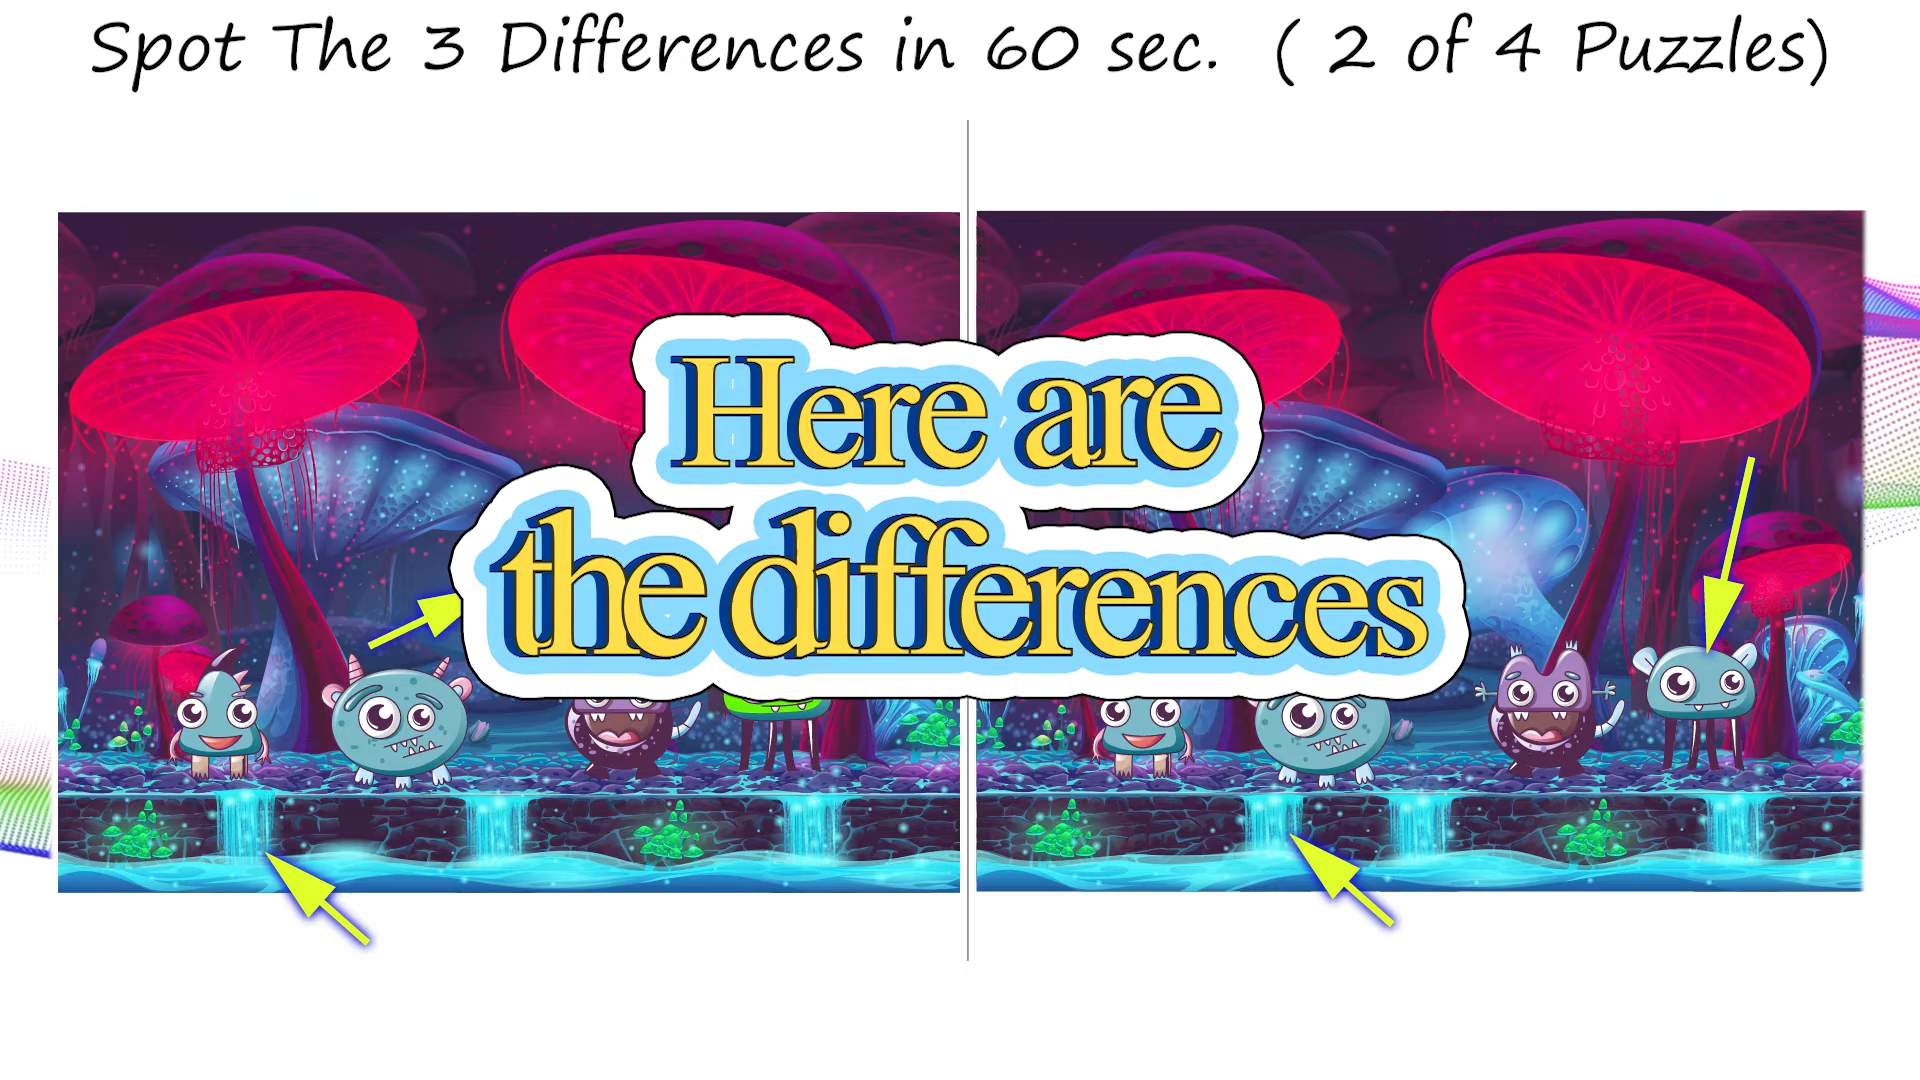 Spot The 3 Differences in 60 sec. ( 2 of 4 Puzzles)
Here are
the differences